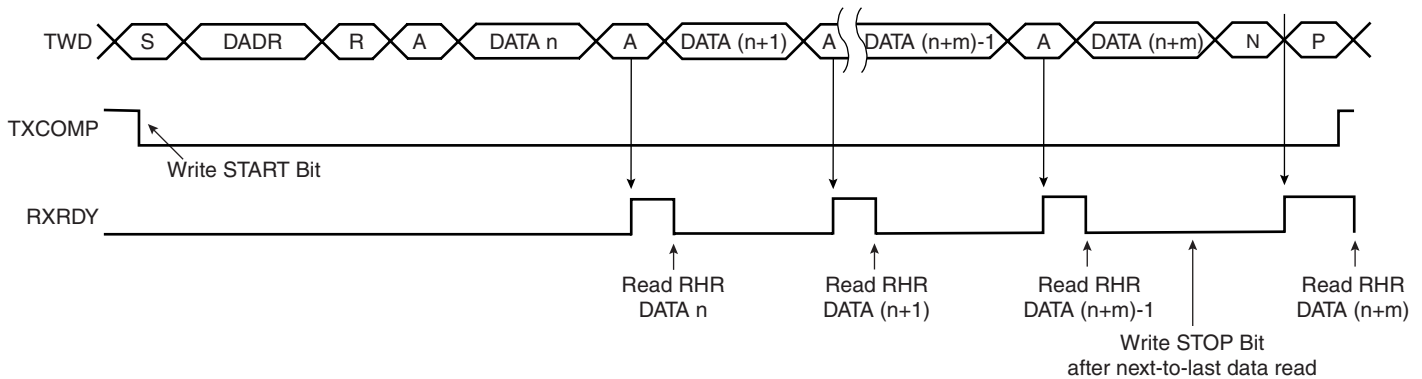 TWD S DADR R A DATA n A DATA (n+1) A DATA (n+m)-1 A DATA (n+m) N P
TXCOMP
Write START Bit
RXRDY
Read RHR Read RHR Read RHR Read RHR
DATA n DATA (n+1) DATA (n+m)-1 DATA (n+m)
Write STOP Bit
after next-to-last data read